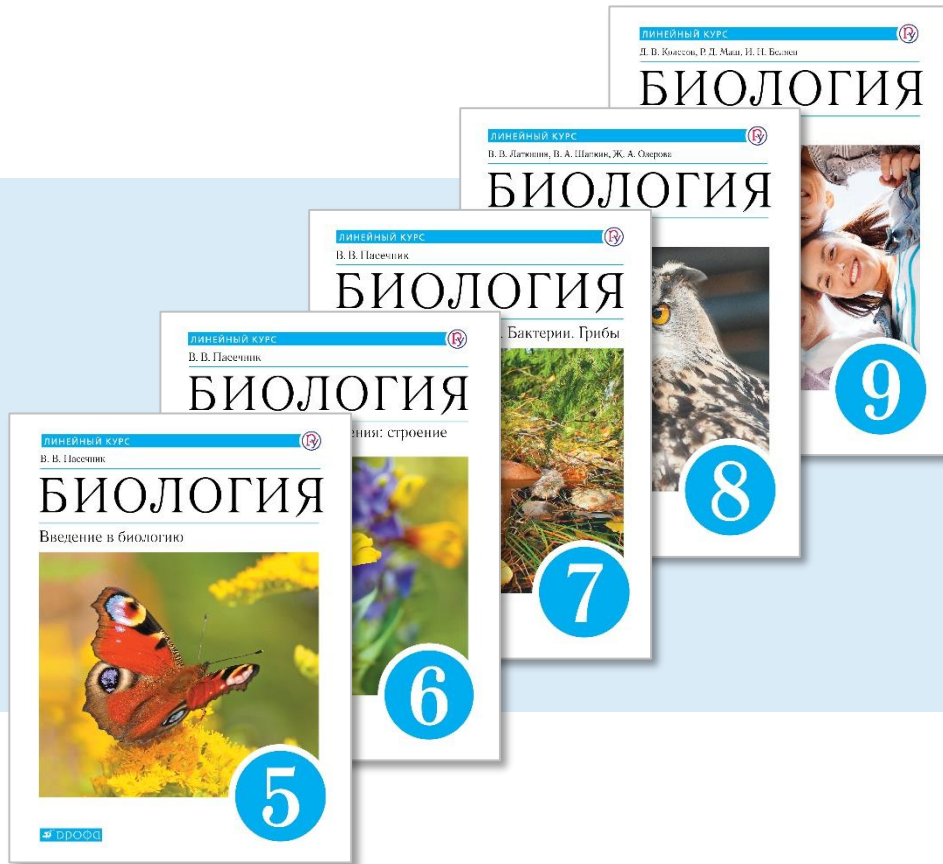 ЛИНЕЙНЫЙ КУРС
Д. В. Колесов, Р. Д. Маш, И. Н. Беляев
БИОЛОГИЯ
9
ЛИНЕЙНЫЙ КУРС
В. В. Латюшин, В. А. Шапкин, Ж. А. Озерова
БИОЛОГИЯ
8
ЛИНЕЙНЫЙ КУРС
В. В. Пасечник
БИОЛОГИЯ
. Бактерии. Грибы
7
ЛИНЕЙНЫЙ КУРС
В. В. Пасечник
БИОЛОГИЯ
ения: строение
6
ЛИНЕЙНЫЙ КУРС
В. В. Пасечник
БИОЛОГИЯ
Введение в биологию
5
дрофа